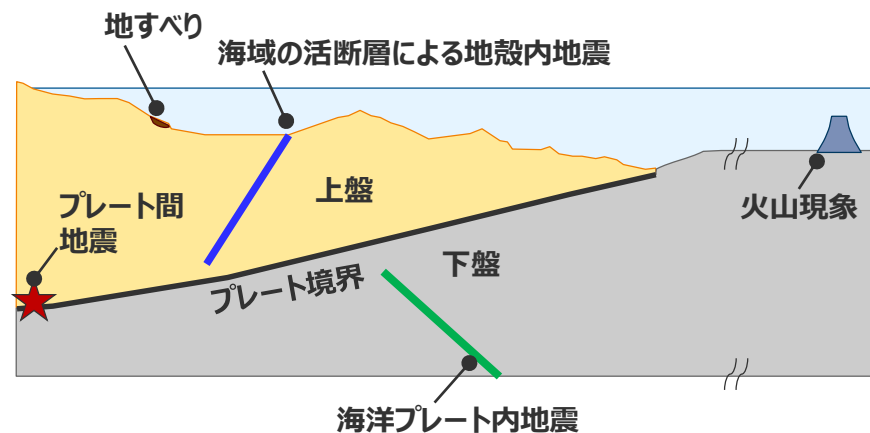 地すべり
海域の活断層による地殻内地震
上盤
プレート間
地震
火山現象
下盤
プレート境界
海洋プレート内地震